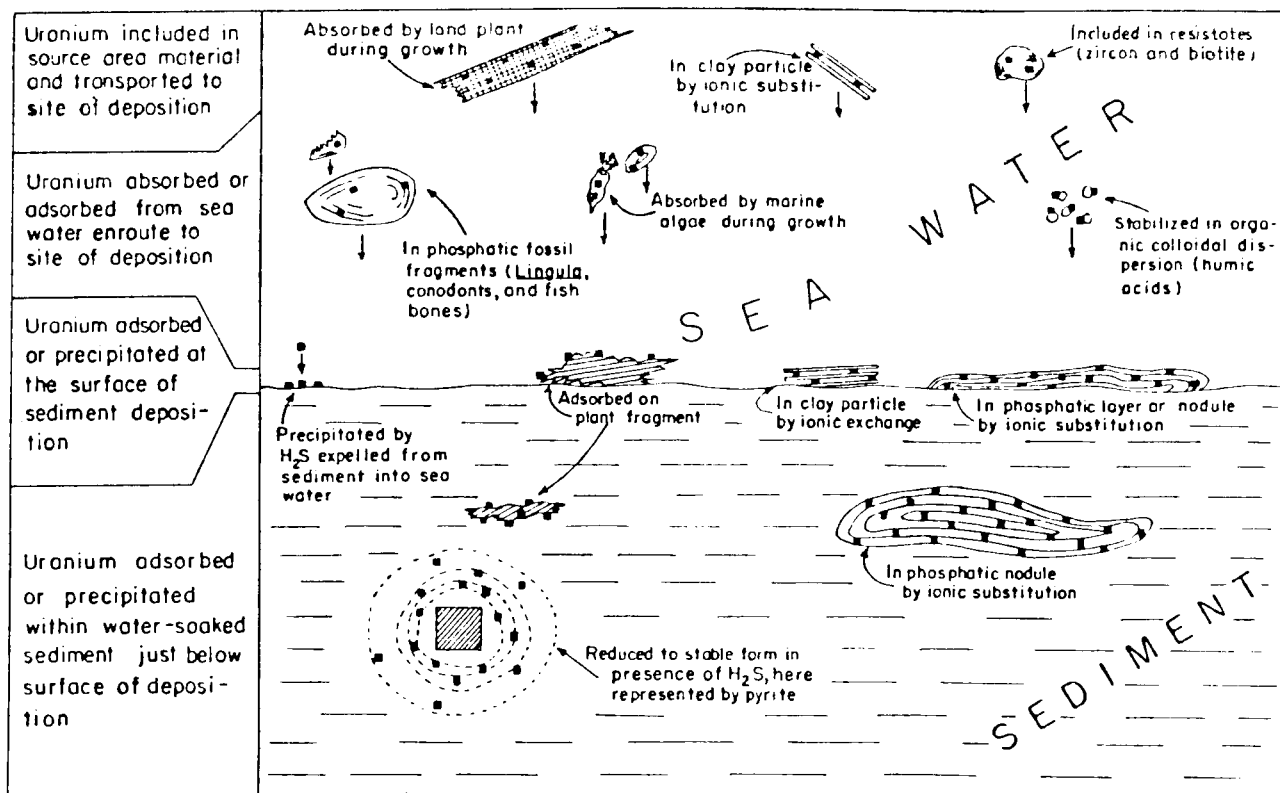 Uranium included in
source area material
and transported to
site of deposition
Absorbed by land plant
during growth
In clay particle
by ionic substi-
tution
Included in resistates
(zircon and biotite)
Uranium absorbed or
adsorbed from sea
water enroute to
site of deposition
In phosphatic fossil
fragments (Lingula,
conodonts, and fish
bones)
Absorbed by marine
algae during growth
Stabilized in orga-
nic colloidal dis-
persion (humic
acids)
SEA WATER
Uranium adsorbed
or precipitated at
the surface of
sediment deposi-
tion
Precipitated by
H₂S expelled from
sediment into sea
water
Adsorbed on
plant fragment
In clay particle
by ionic exchange
In phosphatic layer or nodule
by ionic substitution
Uranium adsorbed
or precipitated
within water-soaked
sediment just below
surface of deposi-
tion
Reduced to stable form in
presence of H₂S, here
represented by pyrite
In phosphatic nodule
by ionic substitution
SEDIMENT